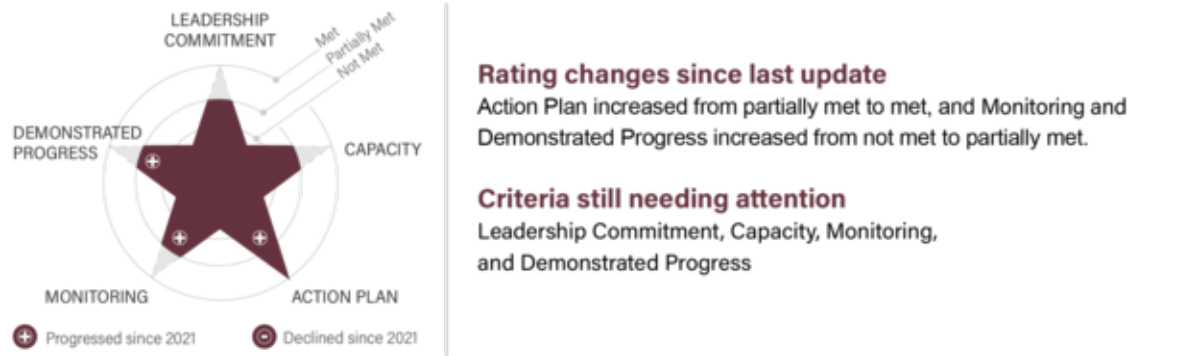 LEADERSHIP
COMMITMENT
Met
Partially Met
Not Met
DEMONSTRATED
PROGRESS
CAPACITY
MONITORING
ACTION PLAN
Progressed since 2021
Declined since 2021
Rating changes since last update
Action Plan increased from partially met to met, and Monitoring and
Demonstrated Progress increased from not met to partially met.
Criteria still needing attention
Leadership Commitment, Capacity, Monitoring,
and Demonstrated Progress